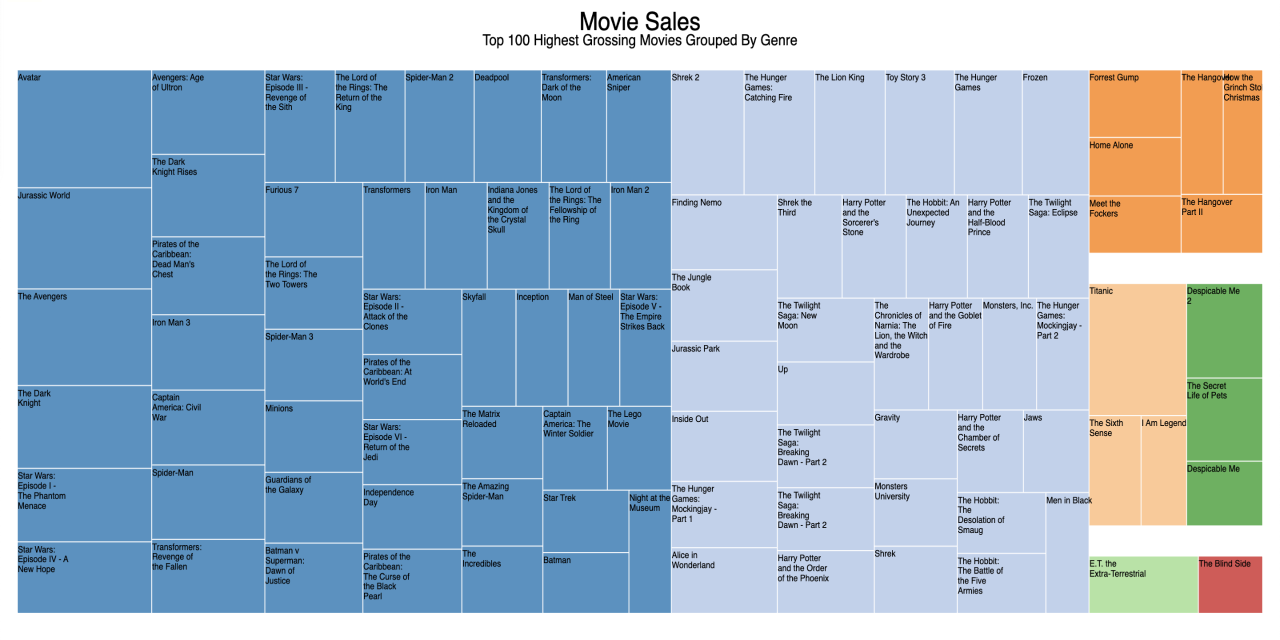 Movie Sales
Top 100 Highest Grossing Movies Grouped By Genre
Avatar
Jurassic World
The Avengers
The Dark
Knight
Star Wars:
Episode I -
The Phantom
Menace
Star Wars:
Episode IV - A
New Hope
Avengers: Age
of Ultron
The Dark
Knight Rises
Pirates of the
Caribbean:
Dead Man's
Chest
Iron Man 3
Captain
America: Civil
War
Spider-Man
Transformers:
Revenge of
the Fallen
Star Wars:
Episode III -
Revenge of
the Sith
The Lord of
the Rings: The
Return of the
King
Spider-Man 2
Deadpool
Transformers:
Dark of the
Moon
American
Sniper
Furious 7
The Lord of
the Rings: The
Two Towers
Spider-Man 3
Minions
Guardians of
the Galaxy
Batman v
Superman:
Dawn of
Justice
Transformers
Iron Man
Indiana Jones
and the
Kingdom of
the Crystal
Skull
The Lord of
the Rings: The
Fellowship of
the Ring
Iron Man 2
Star Wars:
Episode II -
Attack of the
Clones
Pirates of the
Caribbean: At
World's End
Star Wars:
Episode VI -
Return of the
Jedi
Independence
Day
Pirates of the
Caribbean:
The Curse of
the Black
Pearl
Skyfall
Inception
Man of Steel
Star Wars:
Episode V -
The Empire
Strikes Back
The Matrix
Reloaded
The Amazing
Spider-Man
The
Incredibles
Captain
America: The
Winter Soldier
The Lego
Movie
Star Trek
Batman
Night at the
Museum
Shrek 2
The Hunger
Games:
Catching Fire
The Lion King
Toy Story 3
The Hunger
Games
Frozen
Finding Nemo
The Jungle
Book
Jurassic Park
Inside Out
The Hunger
Games:
Mockingjay -
Part 1
Alice in
Wonderland
Shrek the
Third
Harry Potter
and the
Sorcerer's
Stone
The Hobbit: An
Unexpected
Journey
Harry Potter
and the
Half-Blood
Prince
The Twilight
Saga: Eclipse
The Twilight
Saga: New
Moon
Up
The Twilight
Saga:
Breaking
Dawn - Part 2
The Twilight
Saga:
Breaking
Dawn - Part 2
Harry Potter
and the Order
of the Phoenix
The
Chronicles of
Narnia: The
Lion, the Witch
and the
Wardrobe
Harry Potter
and the Goblet
of Fire
Monsters, Inc.
The Hunger
Games:
Mockingjay -
Part 2
Gravity
Monsters
University
Shrek
Harry Potter
and the
Chamber of
Secrets
Jaws
The Hobbit:
The
Desolation of
Smaug
The Hobbit:
The Battle of
the Five
Armies
Men in Black
Forrest Gump
Home Alone
Meet the
Fockers
The Hangover
How the
Grinch Sto
Christmas
The Hangover
Part II
Titanic
The Sixth
Sense
I Am Legend
Despicable Me
2
The Secret
Life of Pets
Despicable Me
E.T. the
Extra-Terrestrial
The Blind Side